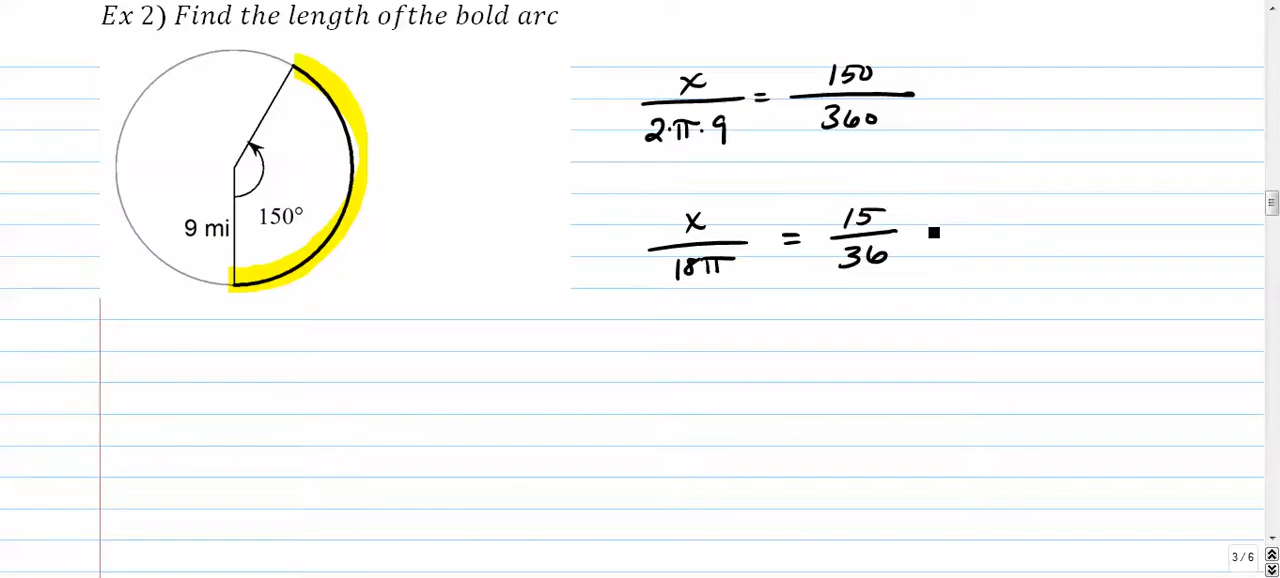 Ex 2) Find the length of the bold arc
x / 2·π·9 = 150 / 360
x / 18π = 15 / 36
9 mi
150°
3 / 6